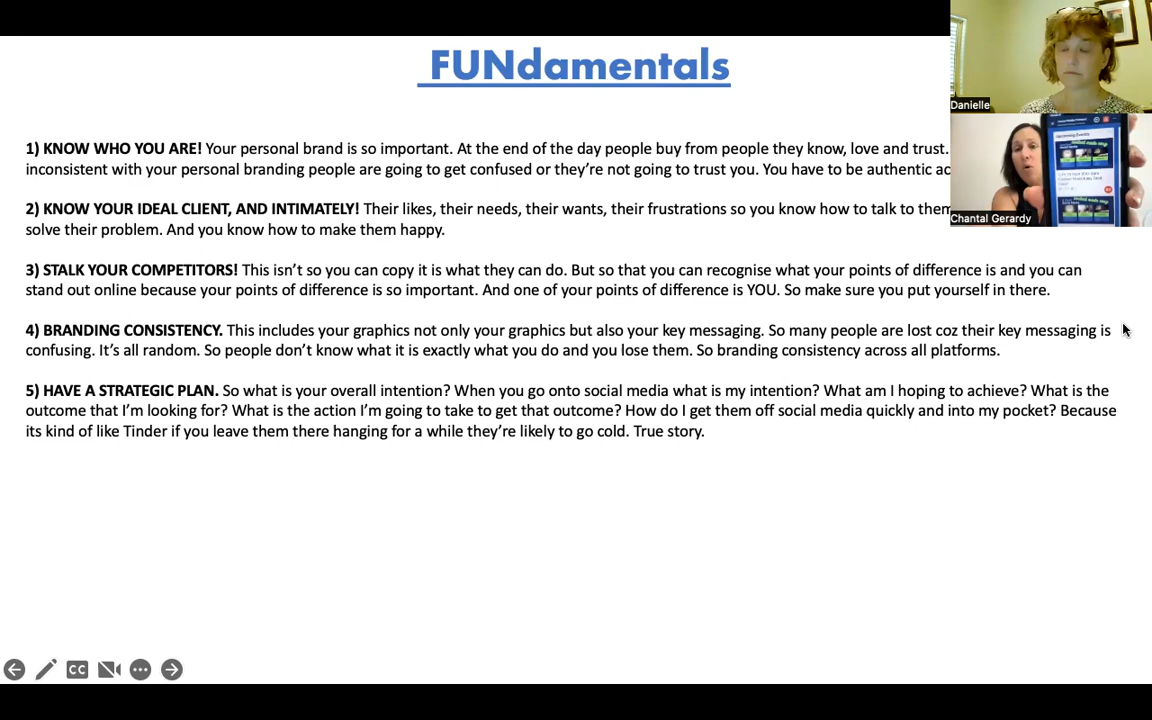 FUNdamentals
Danielle
1) KNOW WHO YOU ARE! Your personal brand is so important. At the end of the day people buy from people they know, love and trust.
inconsistent with your personal branding people are going to get confused or they're not going to trust you. You have to be authentic ac
Upcoming Events
2) KNOW YOUR IDEAL CLIENT, AND INTIMATELY! Their likes, their needs, their wants, their frustrations so you know how to talk to them
Chantal Gerardy
solve their problem. And you know how to make them happy.
3) STALK YOUR COMPETITORS! This isn't so you can copy it is what they can do. But so that you can recognise what your points of difference is and you can
stand out online because your points of difference is so important. And one of your points of difference is YOU. So make sure you put yourself in there.
4) BRANDING CONSISTENCY. This includes your graphics not only your graphics but also your key messaging. So many people are lost coz their key messaging is
confusing. It's all random. So people don't know what it is exactly what you do and you lose them. So branding consistency across all platforms.
5) HAVE A STRATEGIC PLAN. So what is your overall intention? When you go onto social media what is my intention? What am I hoping to achieve? What is the
outcome that I'm looking for? What is the action I'm going to take to get that outcome? How do I get them off social media quickly and into my pocket? Because
its kind of like Tinder if you leave them there hanging for a while they're likely to go cold. True story.
CC